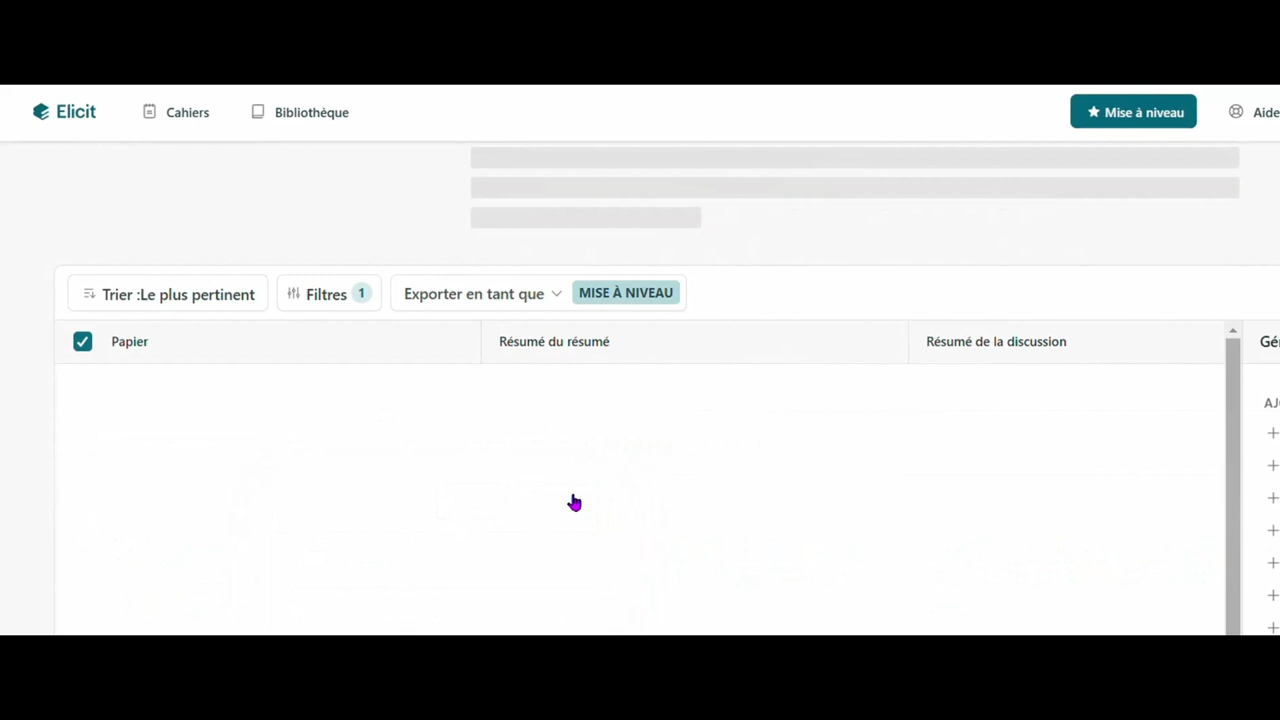 Elicit Cahiers Bibliothèque Mise à niveau Aide
Trier :Le plus pertinent Filtres 1 Exporter en tant que MISE À NIVEAU
Papier Résumé du résumé Résumé de la discussion